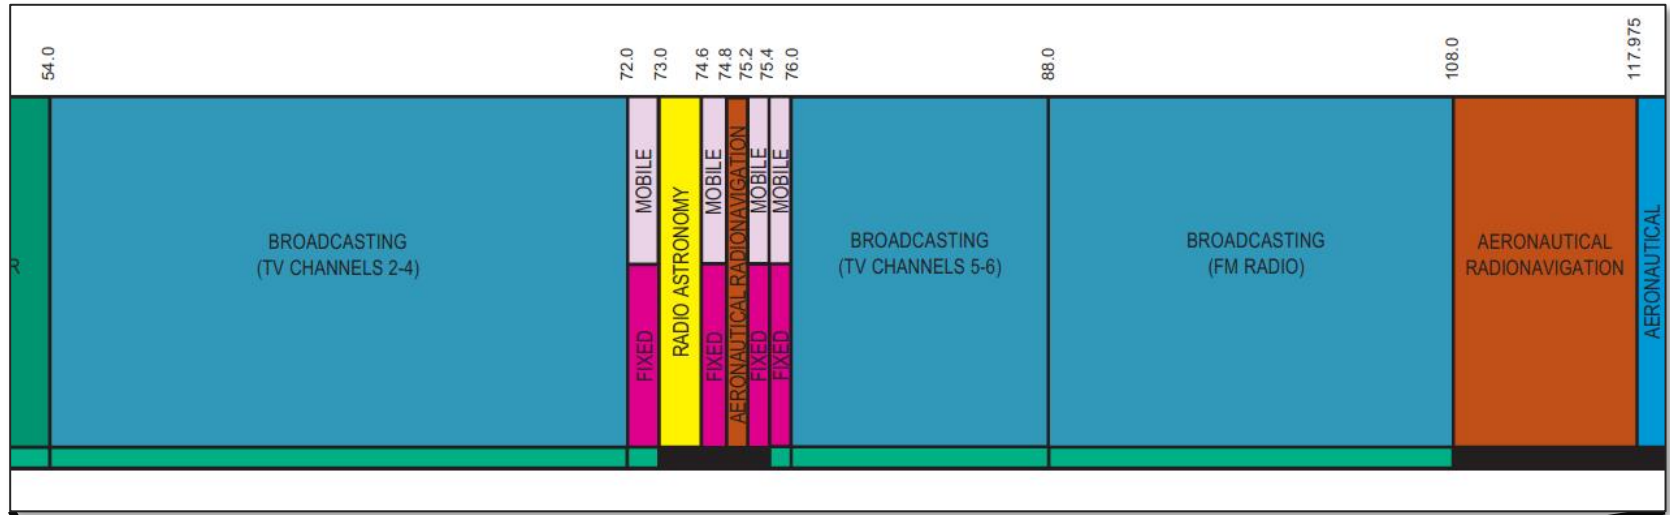 54.0
72.0
73.0
74.6
74.8
75.2
75.4
76.0
88.0
108.0
117.975
R
BROADCASTING
(TV CHANNELS 2-4)
MOBILE
FIXED
RADIO ASTRONOMY
MOBILE
FIXED
AERONAUTICAL RADIONAVIGATION
MOBILE
FIXED
MOBILE
FIXED
BROADCASTING
(TV CHANNELS 5-6)
BROADCASTING
(FM RADIO)
AERONAUTICAL
RADIONAVIGATION
AERONAUTICAL